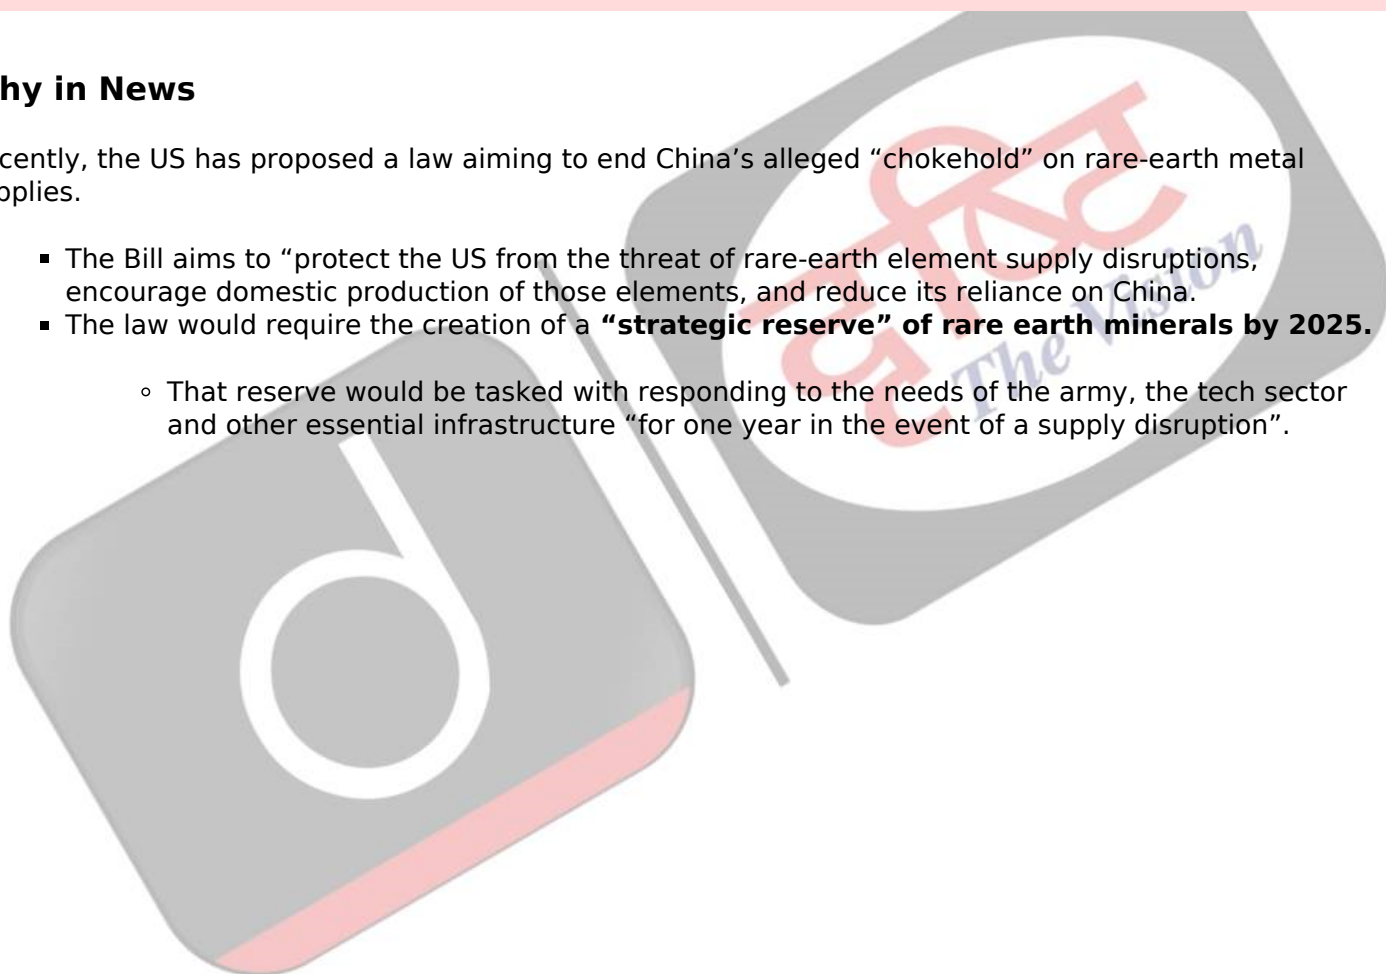 hy in News
cently, the US has proposed a law aiming to end China’s alleged “chokehold” on rare-earth metal
pplies.
▪ The Bill aims to “protect the US from the threat of rare-earth element supply disruptions,
encourage domestic production of those elements, and reduce its reliance on China.
▪ The law would require the creation of a “strategic reserve” of rare earth minerals by 2025.
◦ That reserve would be tasked with responding to the needs of the army, the tech sector
and other essential infrastructure “for one year in the event of a supply disruption”.
दृष्टि
The Vision
d